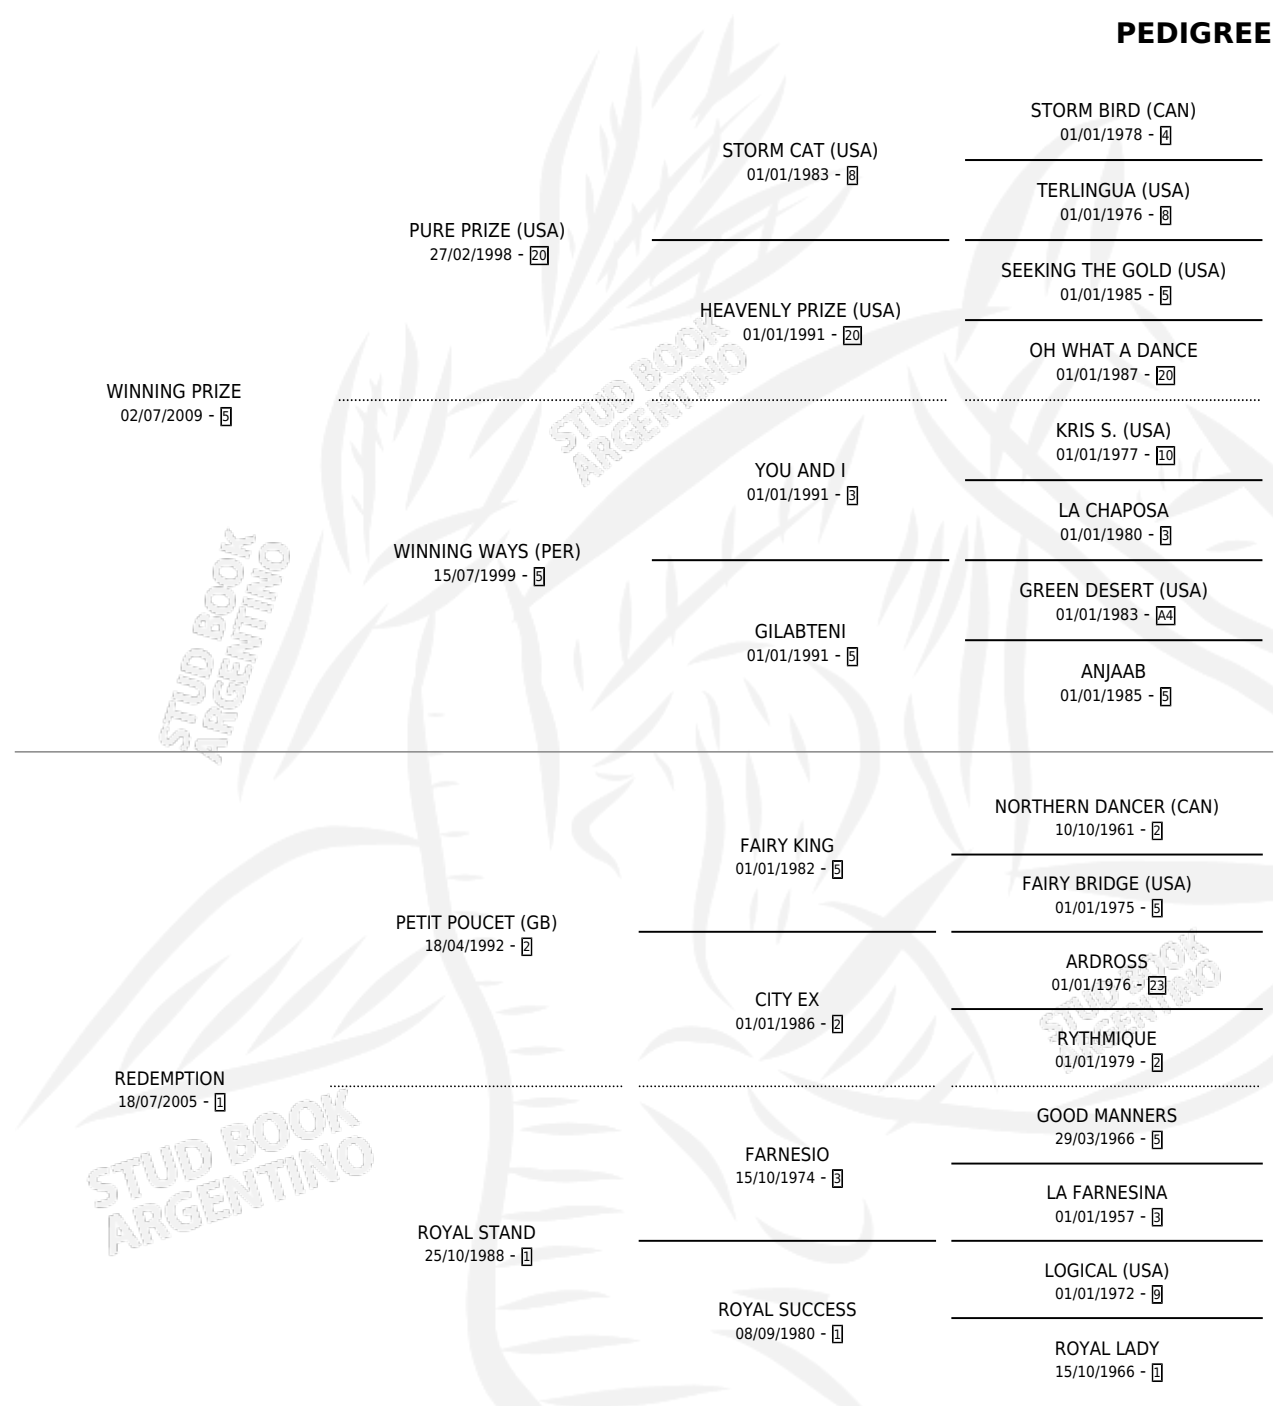 PEDIGREE
STORM BIRD (CAN)
01/01/1978 - 4
STORM CAT (USA)
01/01/1983 - 8
TERLINGUA (USA)
01/01/1976 - 8
PURE PRIZE (USA)
27/02/1998 - 20
SEEKING THE GOLD (USA)
01/01/1985 - 5
HEAVENLY PRIZE (USA)
01/01/1991 - 20
OH WHAT A DANCE
01/01/1987 - 20
WINNING PRIZE
02/07/2009 - 5
KRIS S. (USA)
01/01/1977 - 10
YOU AND I
01/01/1991 - 3
LA CHAPOSA
01/01/1980 - 3
WINNING WAYS (PER)
15/07/1999 - 5
GREEN DESERT (USA)
01/01/1983 - A4
GILABTENI
01/01/1991 - 5
ANJAAB
01/01/1985 - 5
NORTHERN DANCER (CAN)
10/10/1961 - 2
FAIRY KING
01/01/1982 - 5
FAIRY BRIDGE (USA)
01/01/1975 - 5
PETIT POUCET (GB)
18/04/1992 - 2
ARDROSS
01/01/1976 - 23
CITY EX
01/01/1986 - 2
RYTHMIQUE
01/01/1979 - 2
REDEMPTION
18/07/2005 - 1
GOOD MANNERS
29/03/1966 - 5
FARNESIO
15/10/1974 - 3
LA FARNESINA
01/01/1957 - 3
ROYAL STAND
25/10/1988 - 1
LOGICAL (USA)
01/01/1972 - 9
ROYAL SUCCESS
08/09/1980 - 1
ROYAL LADY
15/10/1966 - 1
STUD BOOK
ARGENTINO
STUD BOOK
ARGENTINO
STUD BOOK
ARGENTINO
STUD BOOK
ARGENTINO